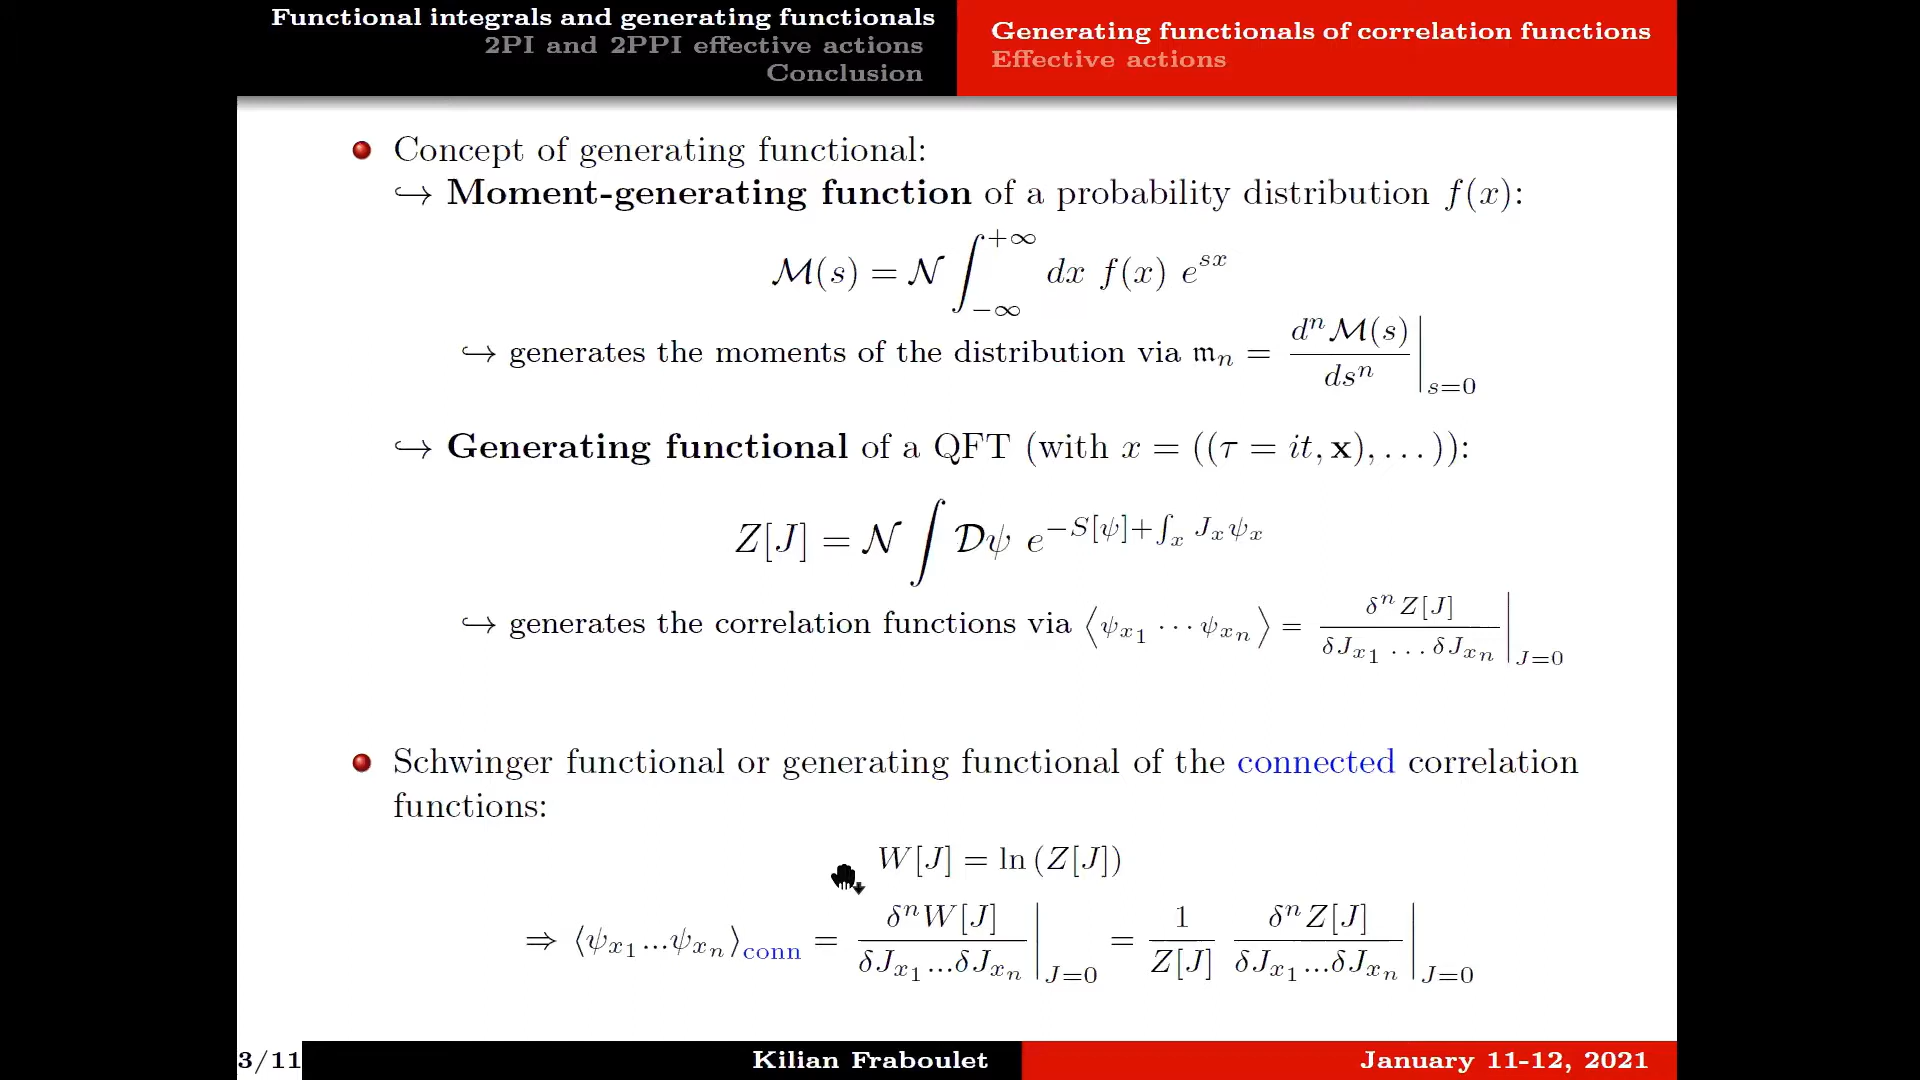 Functional integrals and generating functionals
2PI and 2PPI effective actions
Conclusion
Generating functionals of correlation functions
Effective actions
Concept of generating functional:
↪ Moment-generating function of a probability distribution f(x):
ℳ(s) = 𝒩 ∫_{−∞}^{+∞} dx f(x) e^{sx}
↪ generates the moments of the distribution via 𝔪_n = d^n ℳ(s) / ds^n |_{s=0}
↪ Generating functional of a QFT (with x = ((τ = it, 𝐱), . . . )):
Z[J] = 𝒩 ∫ 𝒟ψ e^{−S[ψ]+∫_x J_x ψ_x}
↪ generates the correlation functions via ⟨ψ_{x_1} · · · ψ_{x_n}⟩ = δ^n Z[J] / δJ_{x_1} . . . δJ_{x_n} |_{J=0}
Schwinger functional or generating functional of the connected correlation
functions:
W[J] = ln (Z[J])
⇒ ⟨ψ_{x_1}...ψ_{x_n}⟩_{conn} = δ^n W[J] / δJ_{x_1}...δJ_{x_n} |_{J=0} = 1 / Z[J] δ^n Z[J] / δJ_{x_1}...δJ_{x_n} |_{J=0}
3/11
Kilian Fraboulet
January 11-12, 2021